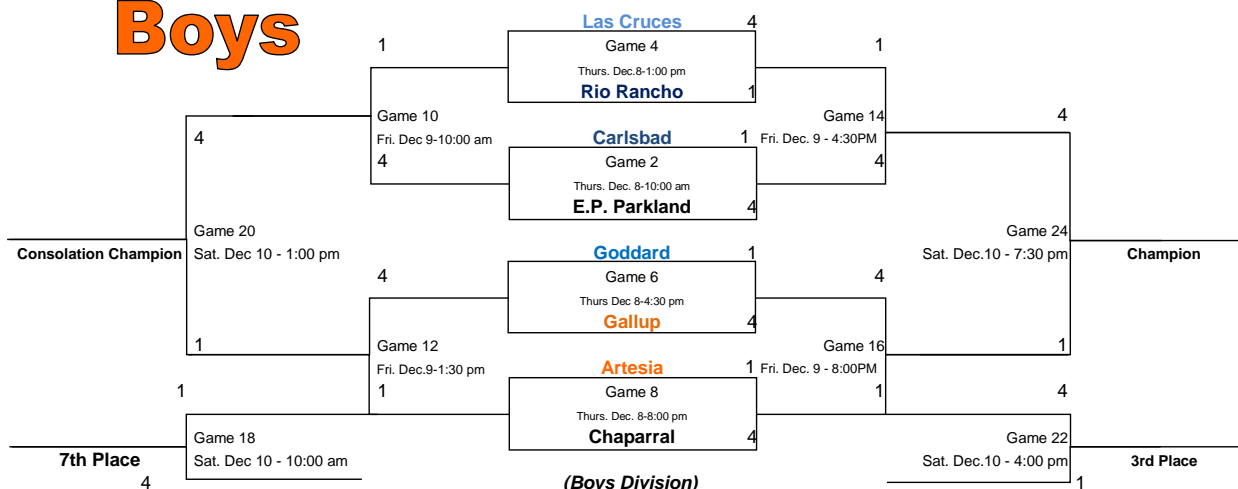 Boys
Las Cruces 4
1 Game 4 1
Thurs. Dec.8-1:00 pm
Rio Rancho 1
Game 10 Game 14 4
Fri. Dec 9-10:00 am Carlsbad 1 Fri. Dec. 9 - 4:30PM
4 4 Game 2 4
Thurs. Dec. 8-10:00 am
E.P. Parkland 4
Game 20 Game 24
Consolation Champion Sat. Dec 10 - 1:00 pm Goddard 1 Sat. Dec.10 - 7:30 pm Champion
4 Game 6 4
Thurs Dec 8-4:30 pm
Gallup 4
1 Game 12 Game 16 1
Fri. Dec.9-1:30 pm Artesia 1 Fri. Dec. 9 - 8:00PM
1 1 Game 8 1 4
Thurs. Dec. 8-8:00 pm
Game 18 Chaparral 4 Game 22
7th Place Sat. Dec 10 - 10:00 am Sat. Dec.10 - 4:00 pm 3rd Place
4 (Boys Division) 1